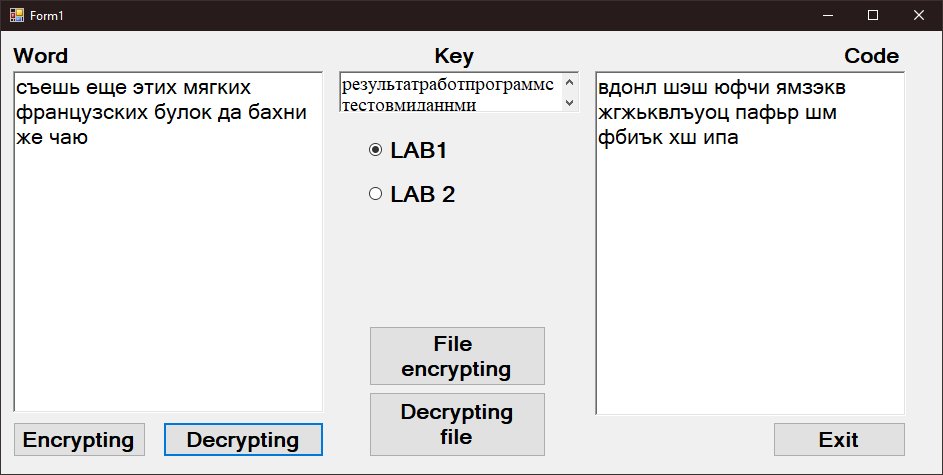 Form1
Word
Key
Code
съешь еще этих мягких
французских булок да бахни
же чаю
результатработпрограммс
тестовмиданнми
вдонл шэш юфчи ямзэкв
жгжьквлъуоц пафьр шм
фбиък хш ипа
LAB1
LAB 2
File
encrypting
Decrypting
file
Encrypting
Decrypting
Exit